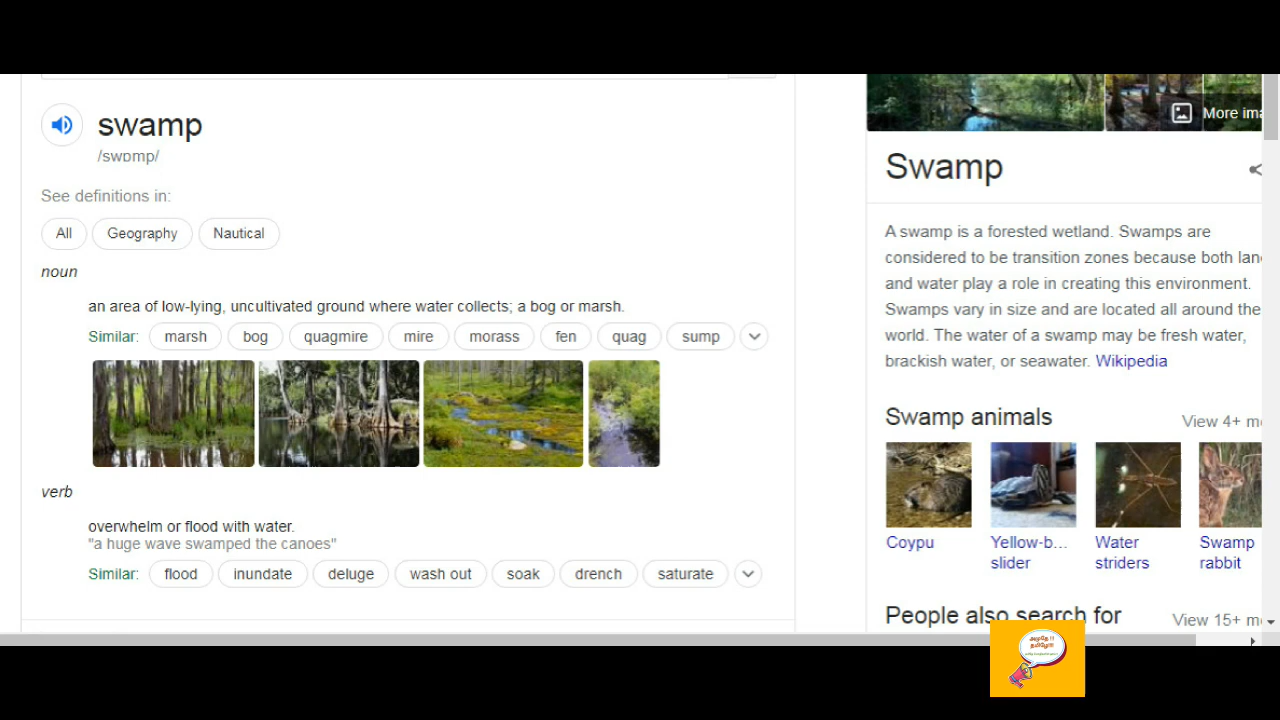 swamp
/swɒmp/
See definitions in:
All Geography Nautical
noun
an area of low-lying, uncultivated ground where water collects; a bog or marsh.
Similar: marsh bog quagmire mire morass fen quag sump
verb
overwhelm or flood with water.
"a huge wave swamped the canoes"
Similar: flood inundate deluge wash out soak drench saturate
More ima
Swamp
A swamp is a forested wetland. Swamps are
considered to be transition zones because both lan
and water play a role in creating this environment.
Swamps vary in size and are located all around the
world. The water of a swamp may be fresh water,
brackish water, or seawater. Wikipedia
Swamp animals View 4+ mo
Coypu
Yellow-b...
slider
Water
striders
Swamp
rabbit
People also search for View 15+ mo
அமுதே !!
தமிழே!!!